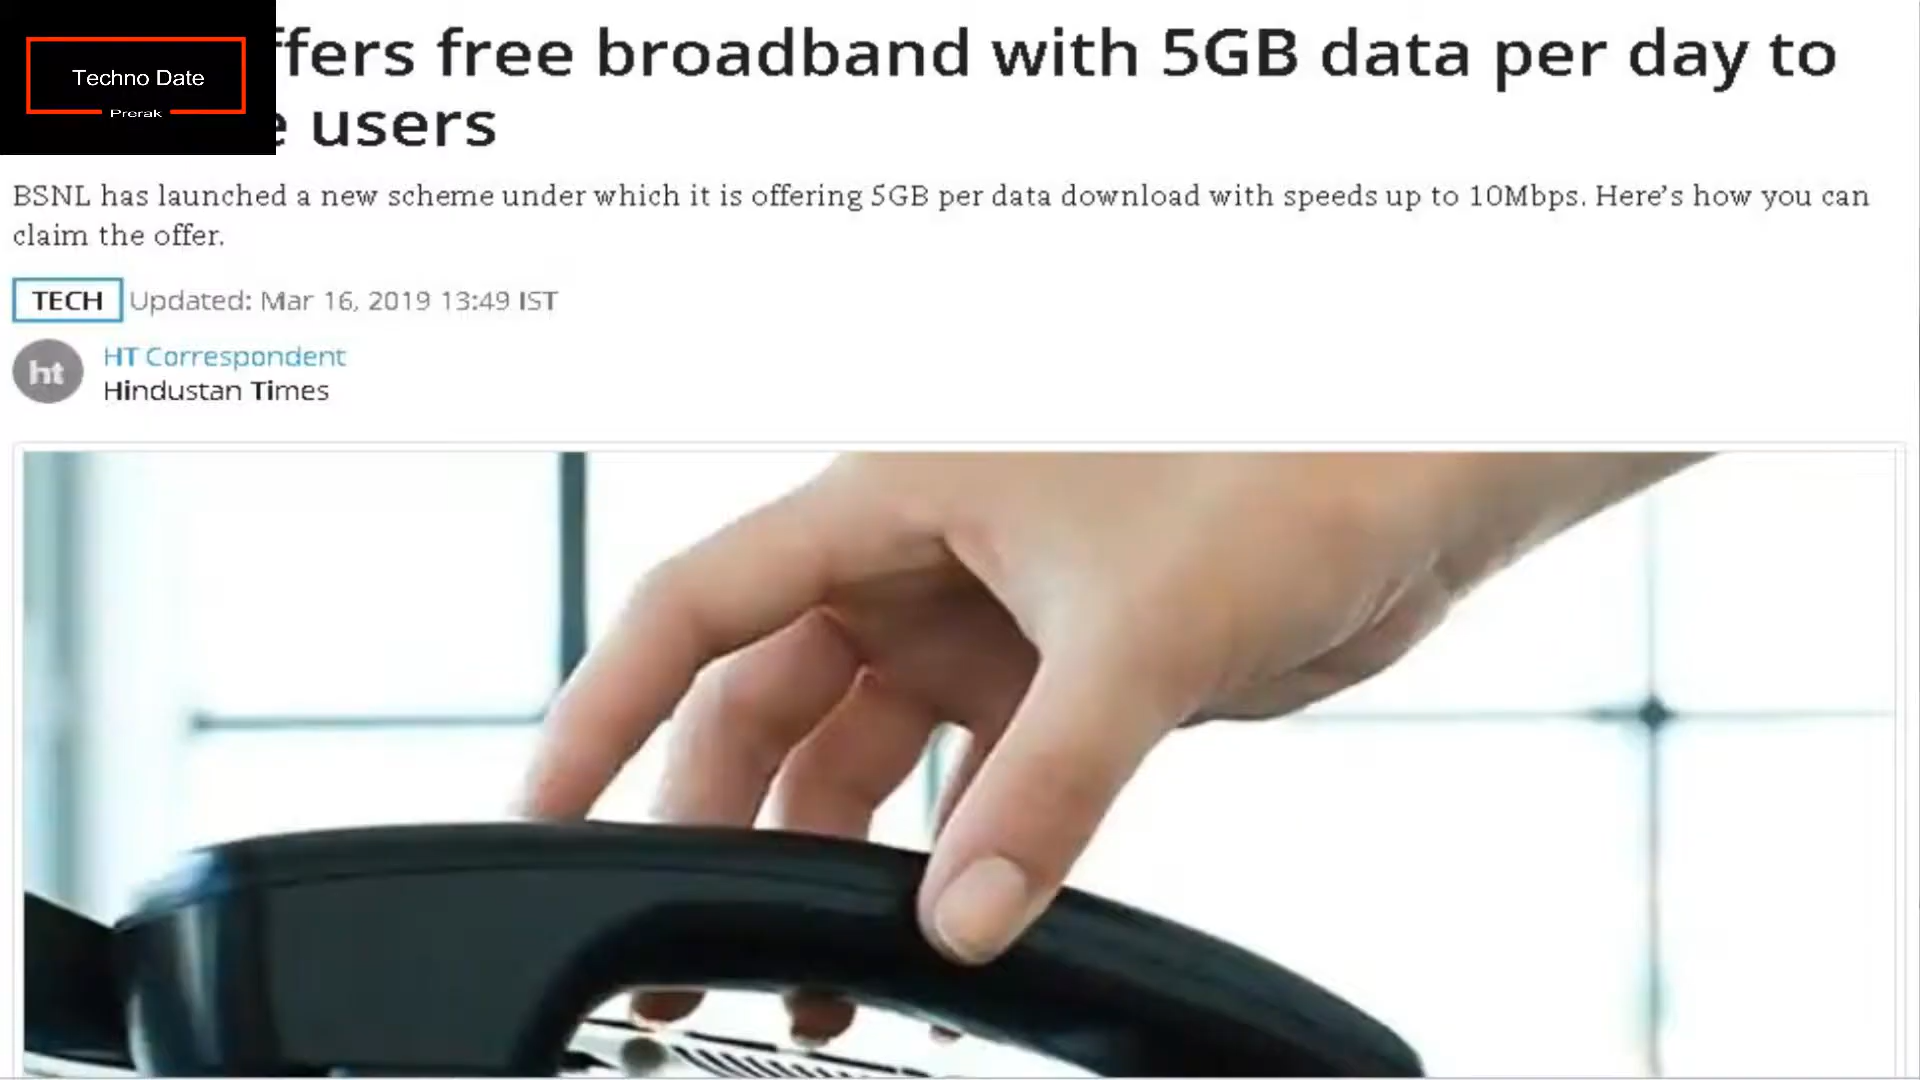 Techno Date
Prerak
ffers free broadband with 5GB data per day to
e users
BSNL has launched a new scheme under which it is offering 5GB per data download with speeds up to 10Mbps. Here’s how you can
claim the offer.
TECH Updated: Mar 16, 2019 13:49 IST
ht
HT Correspondent
Hindustan Times